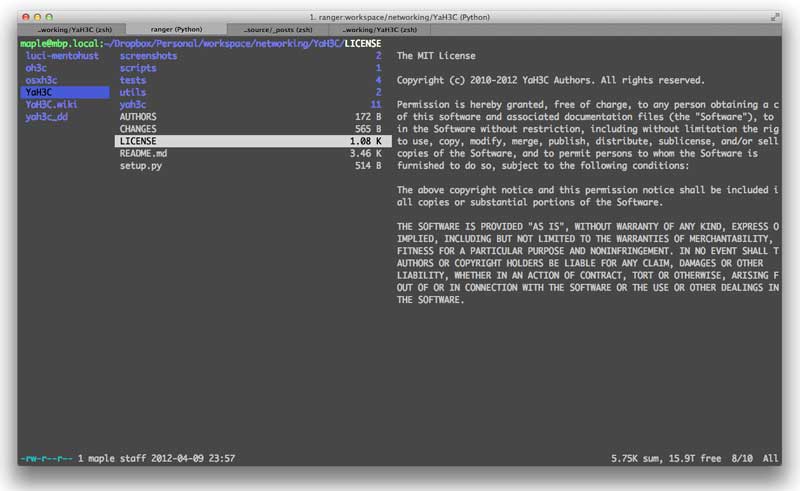 1. ranger:workspace/networking/YaH3C (Python)
..working/YaH3C (zsh) ranger (Python) ..source/_posts (zsh) ..working/YaH3C (zsh)
maple@mbp.local:~/Dropbox/Personal/workspace/networking/YaH3C/LICENSE
luci-mentohust screenshots 2 The MIT License
oh3c scripts 1
osxh3c tests 4 Copyright (c) 2010-2012 YaH3C Authors. All rights reserved.
YaH3C utils 2
YaH3C.wiki yah3c 11 Permission is hereby granted, free of charge, to any person obtaining a c
yah3c_dd AUTHORS 172 B of this software and associated documentation files (the "Software"), to
CHANGES 565 B in the Software without restriction, including without limitation the rig
LICENSE 1.08 K to use, copy, modify, merge, publish, distribute, sublicense, and/or sell
README.md 3.46 K copies of the Software, and to permit persons to whom the Software is
setup.py 514 B furnished to do so, subject to the following conditions:
The above copyright notice and this permission notice shall be included i
all copies or substantial portions of the Software.
THE SOFTWARE IS PROVIDED "AS IS", WITHOUT WARRANTY OF ANY KIND, EXPRESS O
IMPLIED, INCLUDING BUT NOT LIMITED TO THE WARRANTIES OF MERCHANTABILITY,
FITNESS FOR A PARTICULAR PURPOSE AND NONINFRINGEMENT. IN NO EVENT SHALL T
AUTHORS OR COPYRIGHT HOLDERS BE LIABLE FOR ANY CLAIM, DAMAGES OR OTHER
LIABILITY, WHETHER IN AN ACTION OF CONTRACT, TORT OR OTHERWISE, ARISING F
OUT OF OR IN CONNECTION WITH THE SOFTWARE OR THE USE OR OTHER DEALINGS IN
THE SOFTWARE.
-rw-r--r-- 1 maple staff 2012-04-09 23:57 5.75K sum, 15.9T free 8/10 All